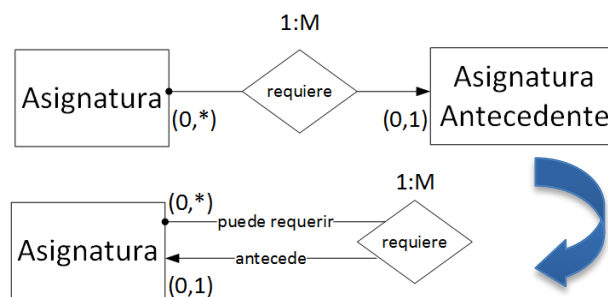 1:M
Asignatura
requiere
Asignatura
Antecedente
(0,*)
(0,1)
1:M
(0,*)
puede requerir
Asignatura
requiere
antecede
(0,1)